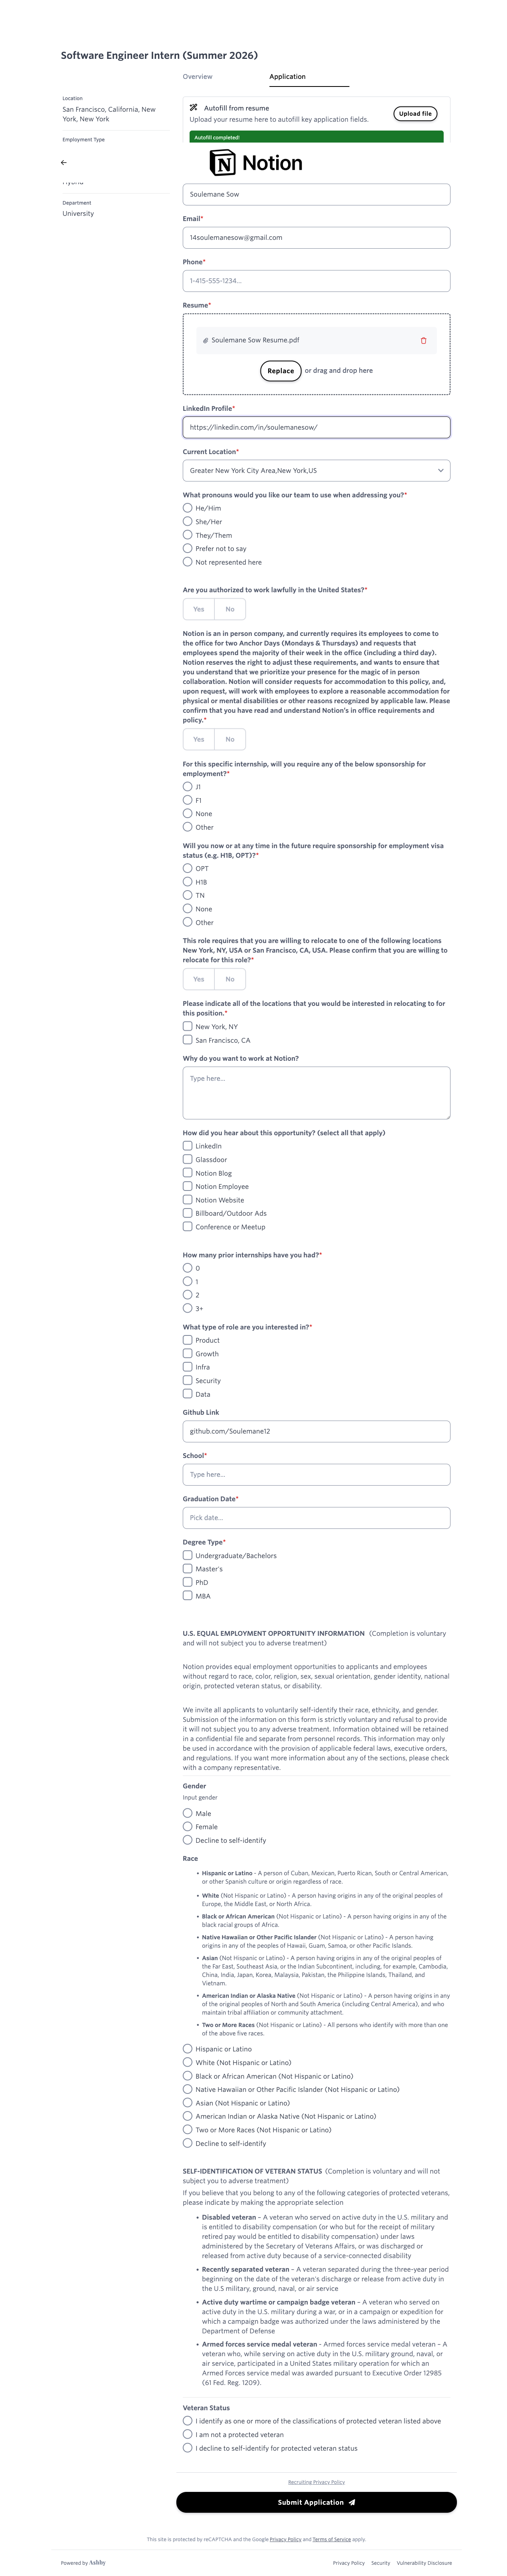 Software Engineer Intern (Summer 2026)
Overview
Application
Location
San Francisco, California, New
York, New York
Employment Type
Department
University
Autofill from resume
Upload your resume here to autofill key application fields.
Upload file
Autofill completed!
Notion
Soulemane Sow
Email*
14soulemanesow@gmail.com
Phone*
1-415-555-1234...
Resume*
Soulemane Sow Resume.pdf
Replace
or drag and drop here
LinkedIn Profile*
https://linkedin.com/in/soulemanesow/
Current Location*
Greater New York City Area,New York,US
What pronouns would you like our team to use when addressing you?*
He/Him
She/Her
They/Them
Prefer not to say
Not represented here
Are you authorized to work lawfully in the United States?*
Yes
No
Notion is an in person company, and currently requires its employees to come to
the office for two Anchor Days (Mondays & Thursdays) and requests that
employees spend the majority of their week in the office (including a third day).
Notion reserves the right to adjust these requirements, and wants to ensure that
you understand that we prioritize your presence for the magic of in person
collaboration. Notion will consider requests for accommodation to this policy, and,
upon request, will work with employees to explore a reasonable accommodation for
physical or mental disabilities or other reasons recognized by applicable law. Please
confirm that you have read and understand Notion's in office requirements and
policy.*
Yes
No
For this specific internship, will you require any of the below sponsorship for
employment?*
J1
F1
None
Other
Will you now or at any time in the future require sponsorship for employment visa
status (e.g. H1B, OPT)?*
OPT
H1B
TN
None
Other
This role requires that you are willing to relocate to one of the following locations
New York, NY, USA or San Francisco, CA, USA. Please confirm that you are willing to
relocate for this role?*
Yes
No
Please indicate all of the locations that you would be interested in relocating to for
this position.*
New York, NY
San Francisco, CA
Why do you want to work at Notion?
Type here...
How did you hear about this opportunity? (select all that apply)
LinkedIn
Glassdoor
Notion Blog
Notion Employee
Notion Website
Billboard/Outdoor Ads
Conference or Meetup
How many prior internships have you had?*
0
1
2
3+
What type of role are you interested in?*
Product
Growth
Infra
Security
Data
Github Link
github.com/Soulemane12
School*
Type here...
Graduation Date*
Pick date...
Degree Type*
Undergraduate/Bachelors
Master's
PhD
MBA
U.S. EQUAL EMPLOYMENT OPPORTUNITY INFORMATION (Completion is voluntary
and will not subject you to adverse treatment)
Notion provides equal employment opportunities to applicants and employees
without regard to race, color, religion, sex, sexual orientation, gender identity, national
origin, protected veteran status, or disability.
We invite all applicants to voluntarily self-identify their race, ethnicity, and gender.
Submission of the information on this form is strictly voluntary and refusal to provide
it will not subject you to any adverse treatment. Information obtained will be retained
in a confidential file and separate from personnel records. This information may only
be used in accordance with the provision of applicable federal laws, executive orders,
and regulations. If you want more information about any of the sections, please check
with a company representative.
Gender
Input gender
Male
Female
Decline to self-identify
Race
• Hispanic or Latino - A person of Cuban, Mexican, Puerto Rican, South or Central American,
or other Spanish culture or origin regardless of race.
• White (Not Hispanic or Latino) - A person having origins in any of the original peoples of
Europe, the Middle East, or North Africa.
• Black or African American (Not Hispanic or Latino) - A person having origins in any of the
black racial groups of Africa.
• Native Hawaiian or Other Pacific Islander (Not Hispanic or Latino) - A person having
origins in any of the peoples of Hawaii, Guam, Samoa, or other Pacific Islands.
• Asian (Not Hispanic or Latino) - A person having origins in any of the original peoples of
the Far East, Southeast Asia, or the Indian Subcontinent, including, for example, Cambodia,
China, India, Japan, Korea, Malaysia, Pakistan, the Philippine Islands, Thailand, and
Vietnam.
• American Indian or Alaska Native (Not Hispanic or Latino) - A person having origins in any
of the original peoples of North and South America (including Central America), and who
maintain tribal affiliation or community attachment.
• Two or More Races (Not Hispanic or Latino) - All persons who identify with more than one
of the above five races.
Hispanic or Latino
White (Not Hispanic or Latino)
Black or African American (Not Hispanic or Latino)
Native Hawaiian or Other Pacific Islander (Not Hispanic or Latino)
Asian (Not Hispanic or Latino)
American Indian or Alaska Native (Not Hispanic or Latino)
Two or More Races (Not Hispanic or Latino)
Decline to self-identify
SELF-IDENTIFICATION OF VETERAN STATUS (Completion is voluntary and will not
subject you to adverse treatment)
If you believe that you belong to any of the following categories of protected veterans,
please indicate by making the appropriate selection
• Disabled veteran – A veteran who served on active duty in the U.S. military and
is entitled to disability compensation (or who but for the receipt of military
retired pay would be entitled to disability compensation) under laws
administered by the Secretary of Veterans Affairs, or was discharged or
released from active duty because of a service-connected disability
• Recently separated veteran – A veteran separated during the three-year period
beginning on the date of the veteran's discharge or release from active duty in
the U.S military, ground, naval, or air service
• Active duty wartime or campaign badge veteran – A veteran who served on
active duty in the U.S. military during a war, or in a campaign or expedition for
which a campaign badge was authorized under the laws administered by the
Department of Defense
• Armed forces service medal veteran - Armed forces service medal veteran – A
veteran who, while serving on active duty in the U.S. military ground, naval, or
air service, participated in a United States military operation for which an
Armed Forces service medal was awarded pursuant to Executive Order 12985
(61 Fed. Reg. 1209).
Veteran Status
I identify as one or more of the classifications of protected veteran listed above
I am not a protected veteran
I decline to self-identify for protected veteran status
Recruiting Privacy Policy
Submit Application
This site is protected by reCAPTCHA and the Google Privacy Policy and Terms of Service apply.
Powered by Ashby
Privacy Policy
Security
Vulnerability Disclosure